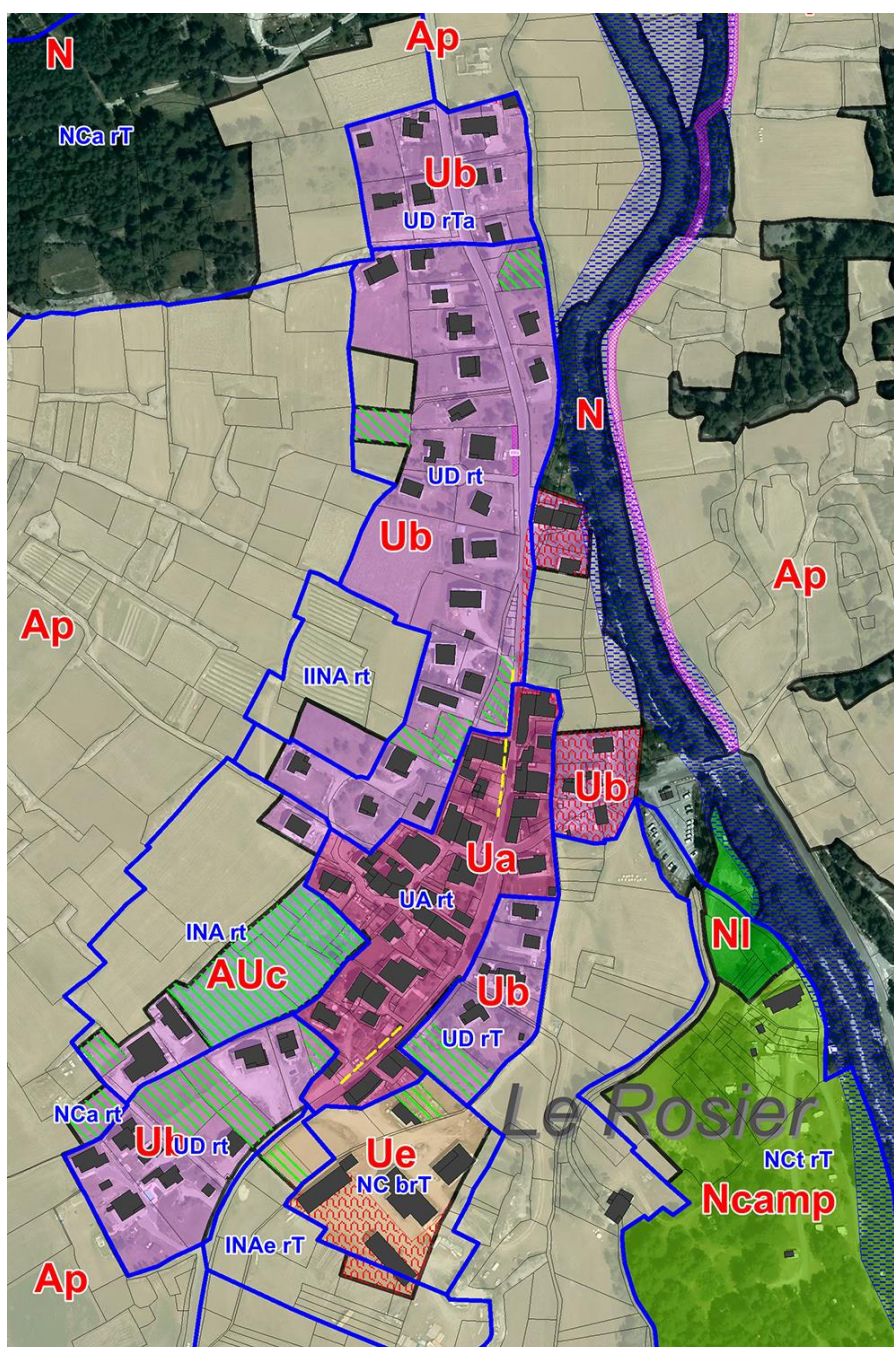 Ap
N
NCa rT
Ub
UD rTa
N
UD rt
Ub
Ap
Ap
IINA rt
Ub
Ua
UA rt
INA rt
NI
AUc
Ub
UD rT
Le Rosier
NCa rt
Ub
UD rt
Ue
NCt rT
NC brT
Ncamp
INAe rT
Ap